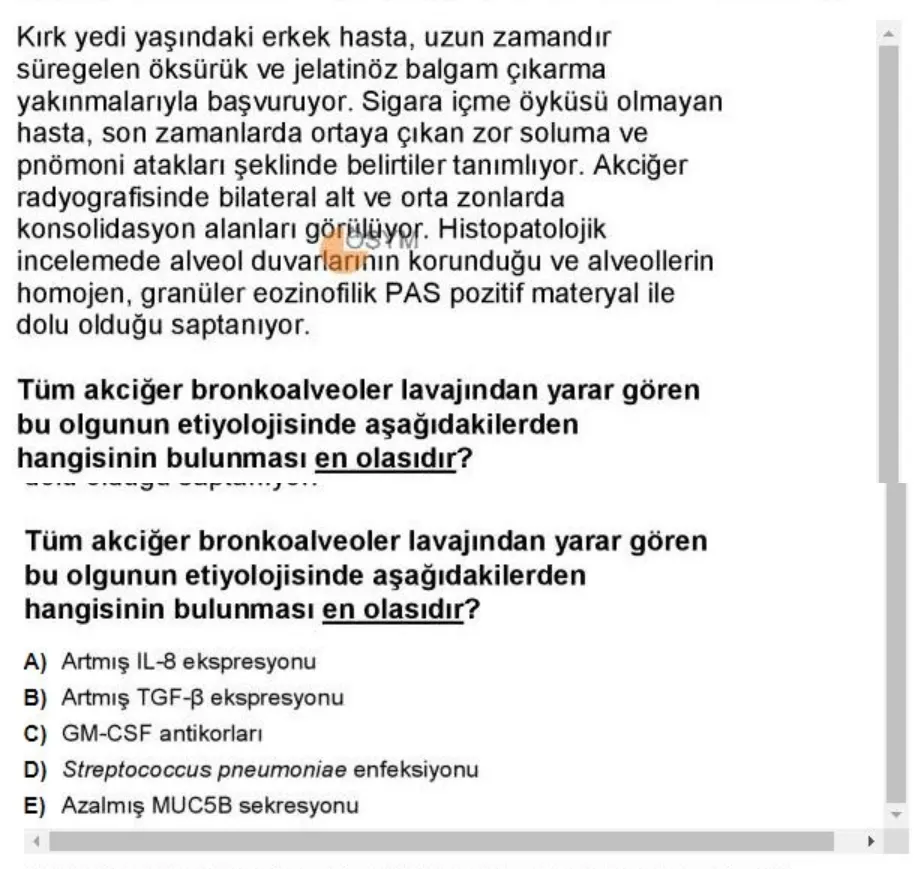 Kırk yedi yaşındaki erkek hasta, uzun zamandır
süregelen öksürük ve jelatinöz balgam çıkarma
yakınmalarıyla başvuruyor. Sigara içme öyküsü olmayan
hasta, son zamanlarda ortaya çıkan zor soluma ve
pnömoni atakları şeklinde belirtiler tanımlıyor. Akciğer
radyografisinde bilateral alt ve orta zonlarda
konsolidasyon alanları görülüyor. Histopatolojik
ÖSYM
incelemede alveol duvarlarının korunduğu ve alveollerin
homojen, granüler eozinofilik PAS pozitif materyal ile
dolu olduğu saptanıyor.
Tüm akciğer bronkoalveoler lavajından yarar gören
bu olgunun etiyolojisinde aşağıdakilerden
hangisinin bulunması en olasıdır?
Tüm akciğer bronkoalveoler lavajından yarar gören
bu olgunun etiyolojisinde aşağıdakilerden
hangisinin bulunması en olasıdır?
A) Artmış IL-8 ekspresyonu
B) Artmış TGF-β ekspresyonu
C) GM-CSF antikorları
D) Streptococcus pneumoniae enfeksiyonu
E) Azalmış MUC5B sekresyonu